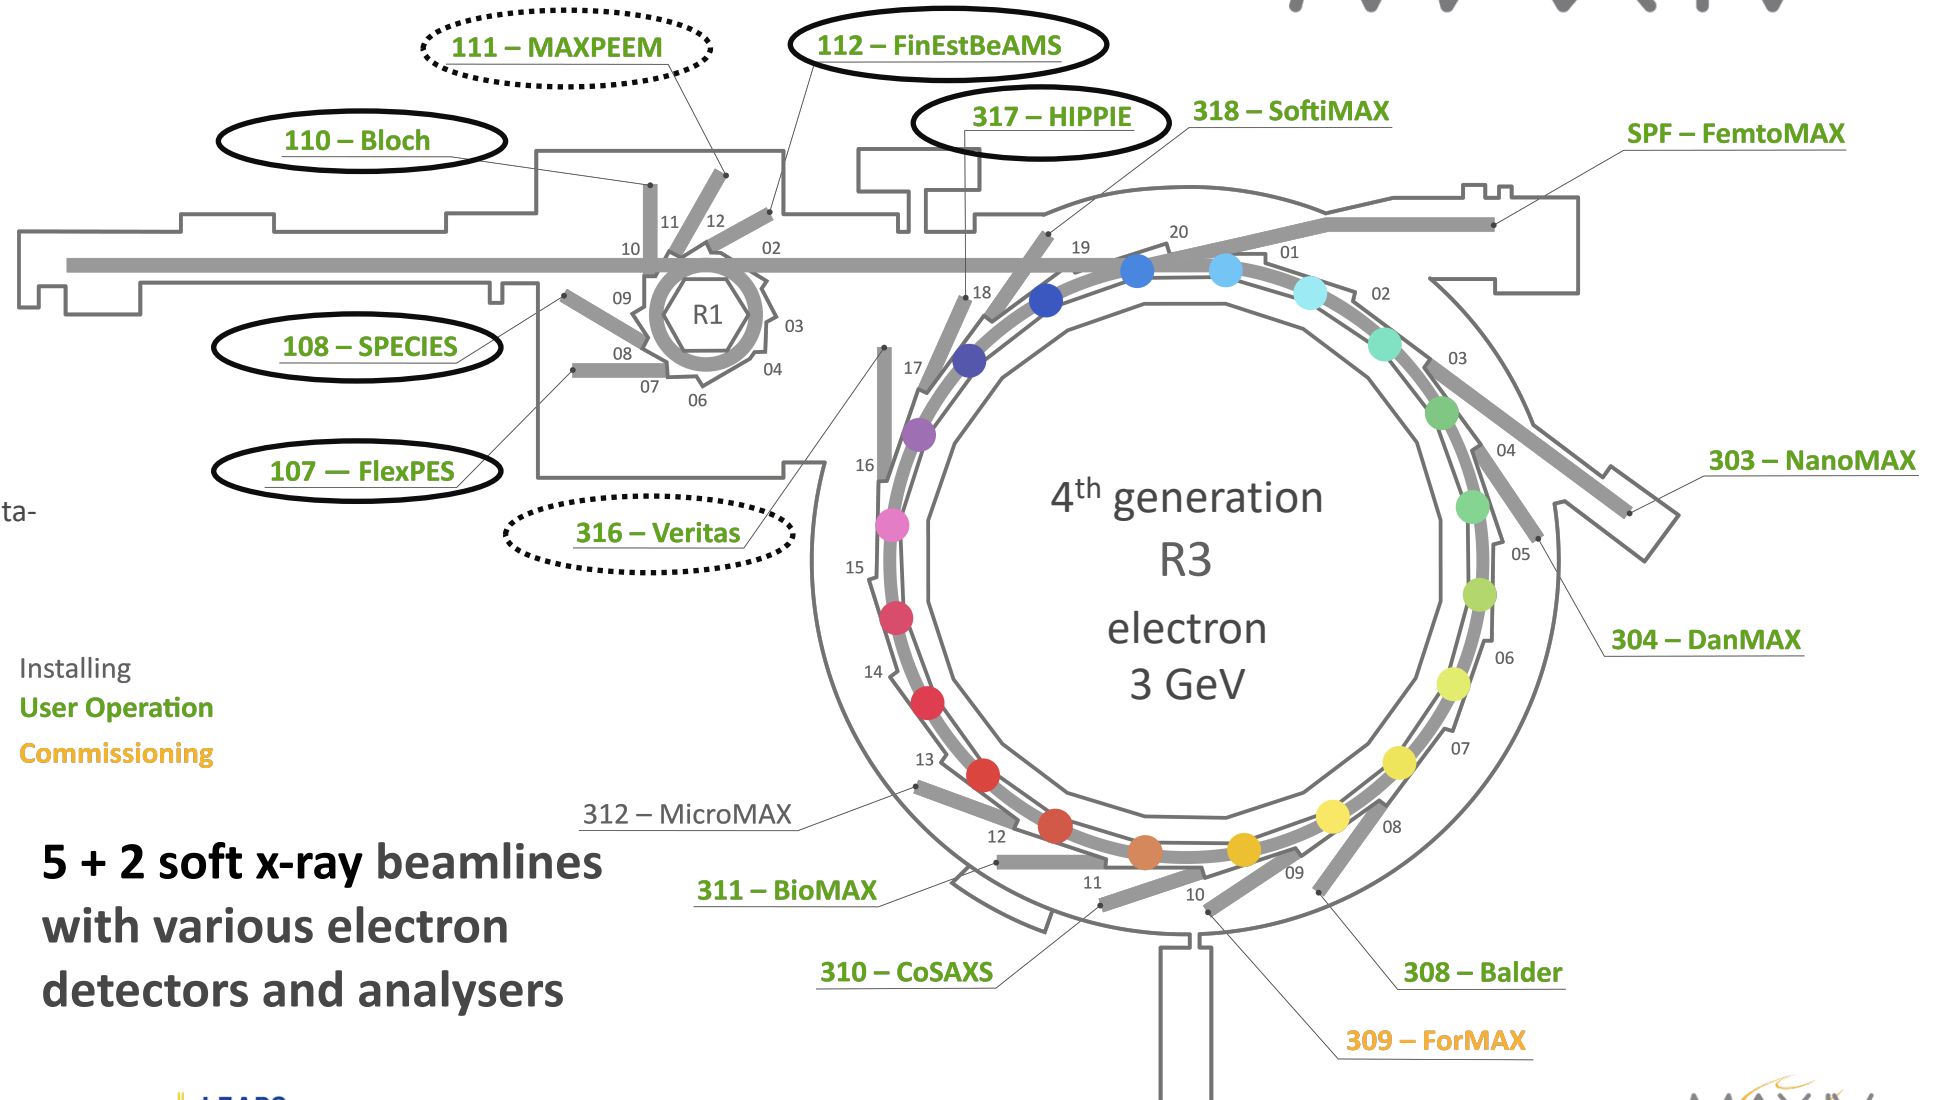 111 – MAXPEEM
112 – FinEstBeAMS
317 – HIPPIE
318 – SoftiMAX
SPF – FemtoMAX
110 – Bloch
11
12
10
02
19
20
01
09
R1
03
18
02
108 – SPECIES
08
04
07
06
17
03
107 — FlexPES
16
04
303 – NanoMAX
4th generation
R3
electron
3 GeV
ta-
316 – Veritas
05
15
304 – DanMAX
06
14
Installing
User Operation
Commissioning
07
13
312 – MicroMAX
12
08
5 + 2 soft x-ray beamlines
with various electron
detectors and analysers
311 – BioMAX
11
10
09
310 – CoSAXS
308 – Balder
309 – ForMAX
LEAPS